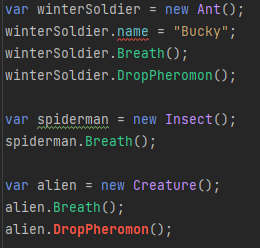 var winterSoldier = new Ant();
winterSoldier.name = "Bucky";
winterSoldier.Breath();
winterSoldier.DropPheromon();
var spiderman = new Insect();
spiderman.Breath();
var alien = new Creature();
alien.Breath();
alien.DropPheromon();